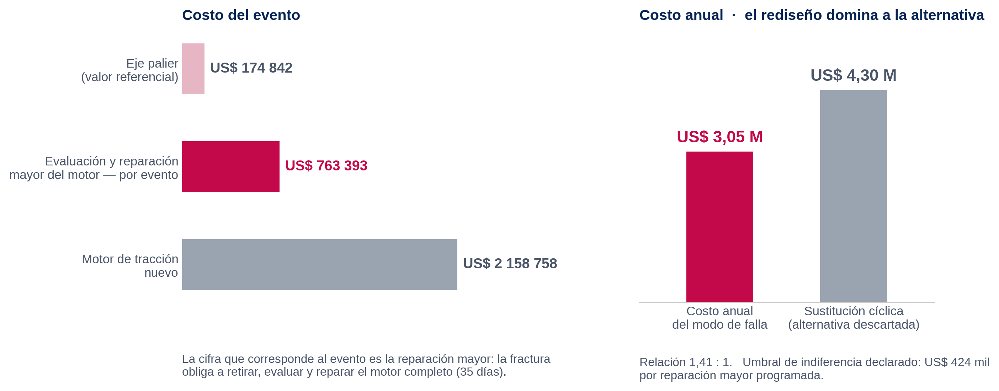 Costo del evento
Eje palier
(valor referencial)
US$ 174 842
Evaluación y reparación
mayor del motor — por evento
US$ 763 393
Motor de tracción
nuevo
US$ 2 158 758
La cifra que corresponde al evento es la reparación mayor: la fractura
obliga a retirar, evaluar y reparar el motor completo (35 días).
Costo anual · el rediseño domina a la alternativa
US$ 3,05 M
US$ 4,30 M
Costo anual
del modo de falla
Sustitución cíclica
(alternativa descartada)
Relación 1,41 : 1. Umbral de indiferencia declarado: US$ 424 mil
por reparación mayor programada.